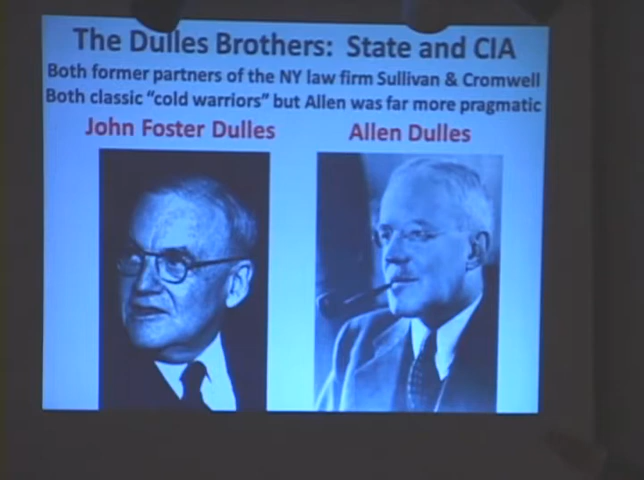 The Dulles Brothers: State and CIA
Both former partners of the NY law firm Sullivan & Cromwell
Both classic “cold warriors” but Allen was far more pragmatic
John Foster Dulles Allen Dulles